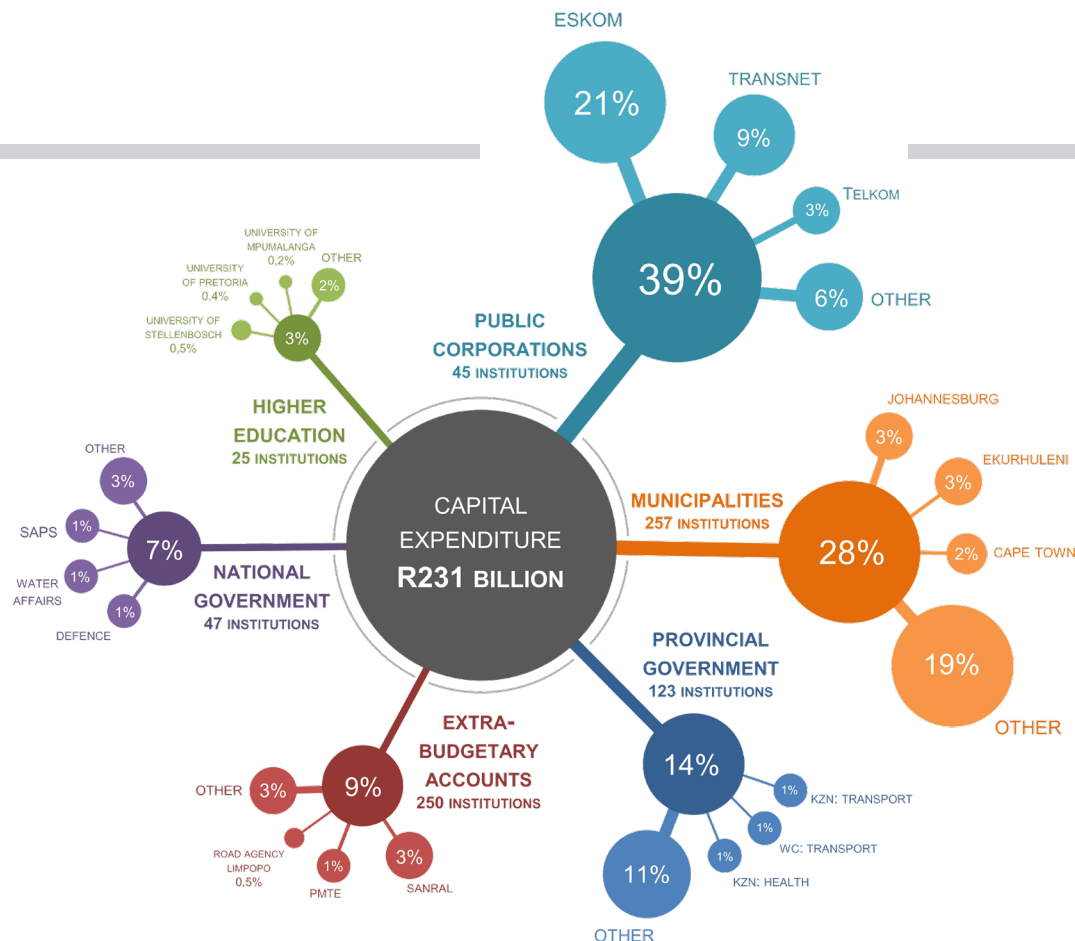 ESKOM
21%
TRANSNET
9%
TELKOM
3%
39%
6%
OTHER
PUBLIC
CORPORATIONS
45 INSTITUTIONS
UNIVERSITY OF
MPUMALANGA
0,2%
OTHER
2%
UNIVERSITY
OF PRETORIA
0,4%
UNIVERSITY OF
STELLENBOSCH
0,5%
3%
HIGHER
EDUCATION
25 INSTITUTIONS
JOHANNESBURG
3%
EKURHULENI
3%
MUNICIPALITIES
257 INSTITUTIONS
28%
2%
CAPE TOWN
19%
OTHER
CAPITAL
EXPENDITURE
R231 BILLION
OTHER
3%
SAPS
1%
7%
WATER
AFFAIRS
1%
1%
DEFENCE
NATIONAL
GOVERNMENT
47 INSTITUTIONS
PROVINCIAL
GOVERNMENT
123 INSTITUTIONS
14%
1%
KZN: TRANSPORT
1%
WC: TRANSPORT
1%
KZN: HEALTH
11%
OTHER
EXTRA-
BUDGETARY
ACCOUNTS
250 INSTITUTIONS
9%
OTHER
3%
ROAD AGENCY
LIMPOPO
0,5%
1%
PMTE
3%
SANRAL